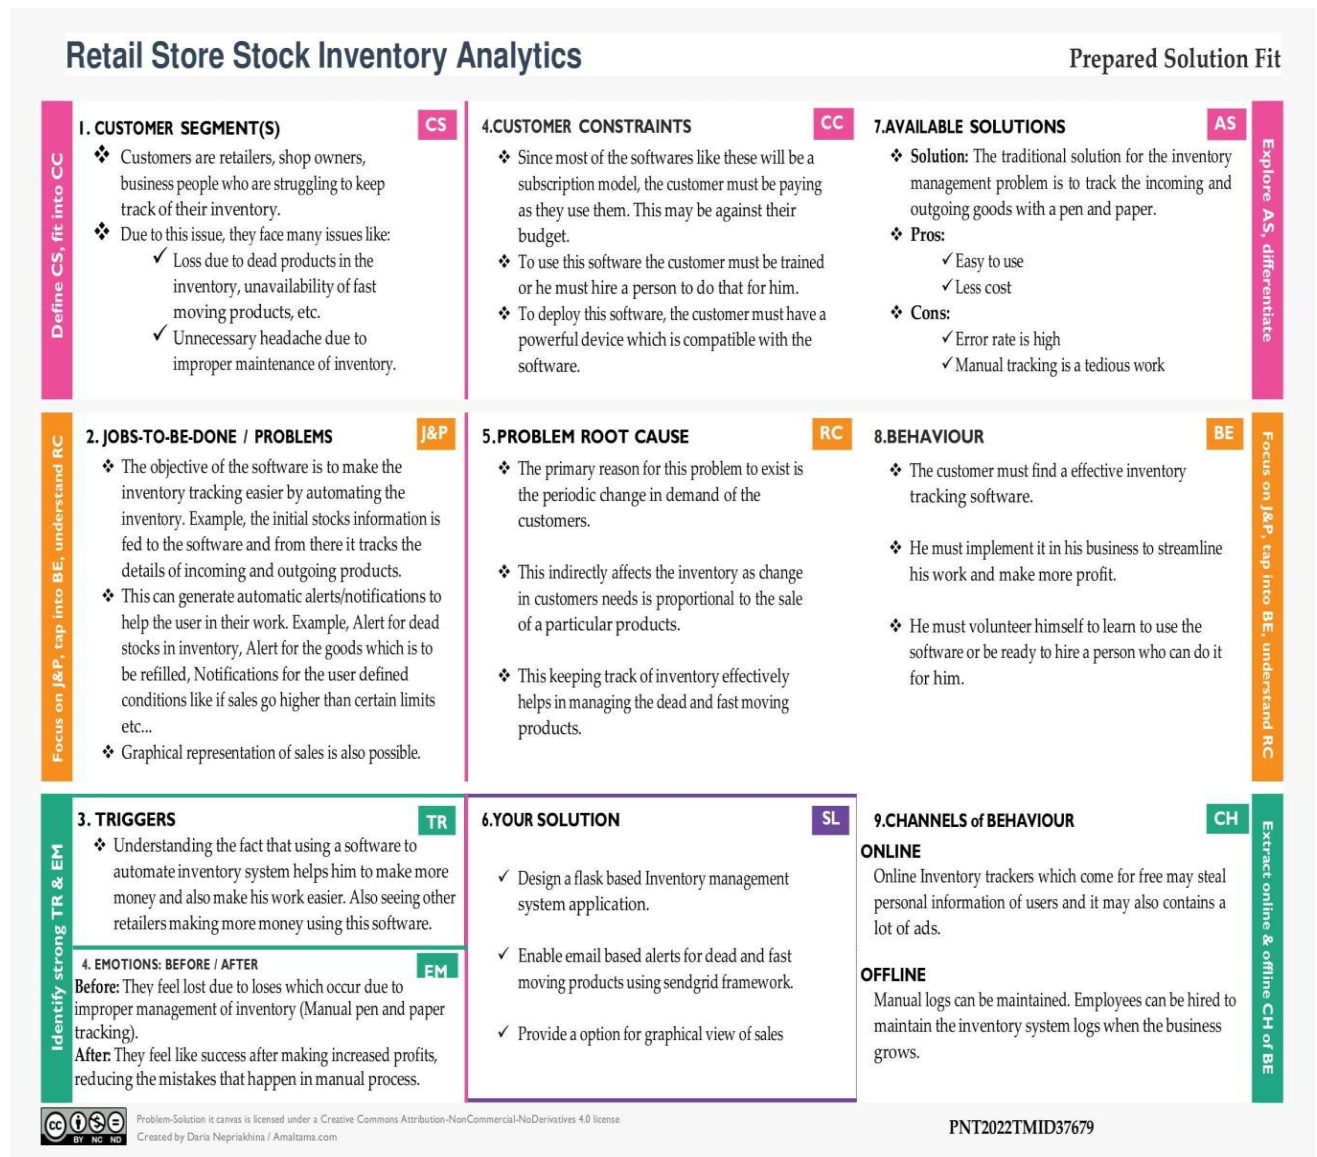 Retail Store Stock Inventory Analytics
Prepared Solution Fit
Define CS, fit into CC
1. CUSTOMER SEGMENT(S)
CS
❖ Customers are retailers, shop owners,
business people who are struggling to keep
track of their inventory.
❖ Due to this issue, they face many issues like:
✓ Loss due to dead products in the
inventory, unavailability of fast
moving products, etc.
✓ Unnecessary headache due to
improper maintenance of inventory.
4.CUSTOMER CONSTRAINTS
CC
❖ Since most of the softwares like these will be a
subscription model, the customer must be paying
as they use them. This may be against their
budget.
❖ To use this software the customer must be trained
or he must hire a person to do that for him.
❖ To deploy this software, the customer must have a
powerful device which is compatible with the
software.
7.AVAILABLE SOLUTIONS
AS
❖ Solution: The traditional solution for the inventory
management problem is to track the incoming and
outgoing goods with a pen and paper.
❖ Pros:
✓Easy to use
✓Less cost
❖ Cons:
✓Error rate is high
✓Manual tracking is a tedious work
Explore AS, differentiate
Focus on J&P, tap into BE, understand RC
2. JOBS-TO-BE-DONE / PROBLEMS
J&P
❖ The objective of the software is to make the
inventory tracking easier by automating the
inventory. Example, the initial stocks information is
fed to the software and from there it tracks the
details of incoming and outgoing products.
❖ This can generate automatic alerts/notifications to
help the user in their work. Example, Alert for dead
stocks in inventory, Alert for the goods which is to
be refilled, Notifications for the user defined
conditions like if sales go higher than certain limits
etc...
❖ Graphical representation of sales is also possible.
5.PROBLEM ROOT CAUSE
RC
❖ The primary reason for this problem to exist is
the periodic change in demand of the
customers.
❖ This indirectly affects the inventory as change
in customers needs is proportional to the sale
of a particular products.
❖ This keeping track of inventory effectively
helps in managing the dead and fast moving
products.
8.BEHAVIOUR
BE
❖ The customer must find a effective inventory
tracking software.
❖ He must implement it in his business to streamline
his work and make more profit.
❖ He must volunteer himself to learn to use the
software or be ready to hire a person who can do it
for him.
Focus on J&P, tap into BE, understand RC
Identify strong TR & EM
3. TRIGGERS
TR
❖ Understanding the fact that using a software to
automate inventory system helps him to make more
money and also make his work easier. Also seeing other
retailers making more money using this software.
4. EMOTIONS: BEFORE / AFTER
EM
Before: They feel lost due to loses which occur due to
improper management of inventory (Manual pen and paper
tracking).
After: They feel like success after making increased profits,
reducing the mistakes that happen in manual process.
6.YOUR SOLUTION
SL
✓ Design a flask based Inventory management
system application.
✓ Enable email based alerts for dead and fast
moving products using sendgrid framework.
✓ Provide a option for graphical view of sales
9.CHANNELS of BEHAVIOUR
CH
ONLINE
Online Inventory trackers which come for free may steal
personal information of users and it may also contains a
lot of ads.
OFFLINE
Manual logs can be maintained. Employees can be hired to
maintain the inventory system logs when the business
grows.
Extract online & offline CH of BE
cc BY NC ND
Problem-Solution it canvas is licensed under a Creative Commons Attribution-NonCommercial-NoDerivatives 4.0 license
Created by Daria Nepriakhina / Amaltama.com
PNT2022TMID37679